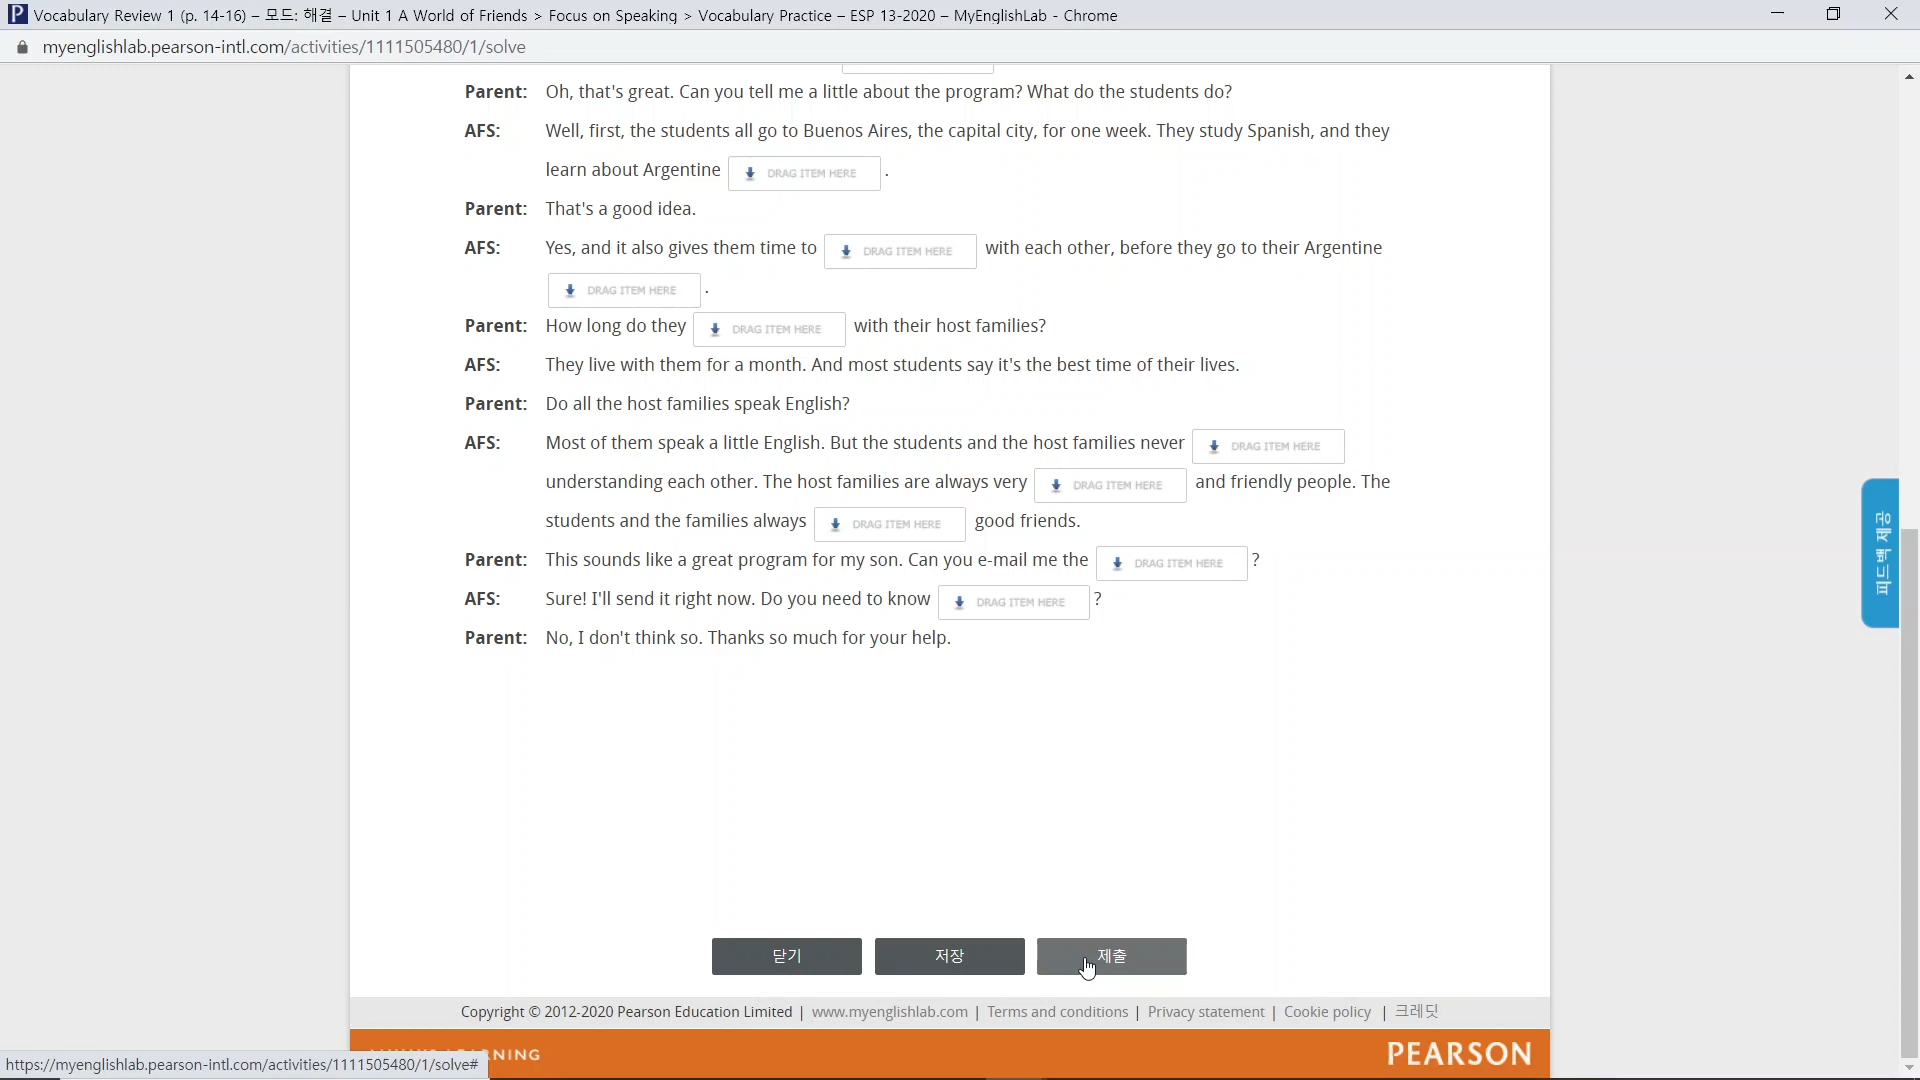 Vocabulary Review 1 (p. 14-16) – 모드: 해결 – Unit 1 A World of Friends > Focus on Speaking > Vocabulary Practice – ESP 13-2020 – MyEnglishLab - Chrome
myenglishlab.pearson-intl.com/activities/1111505480/1/solve
Parent: Oh, that's great. Can you tell me a little about the program? What do the students do?
AFS: Well, first, the students all go to Buenos Aires, the capital city, for one week. They study Spanish, and they
learn about Argentine DRAG ITEM HERE .
Parent: That's a good idea.
AFS: Yes, and it also gives them time to DRAG ITEM HERE with each other, before they go to their Argentine
DRAG ITEM HERE .
Parent: How long do they DRAG ITEM HERE with their host families?
AFS: They live with them for a month. And most students say it's the best time of their lives.
Parent: Do all the host families speak English?
AFS: Most of them speak a little English. But the students and the host families never DRAG ITEM HERE
understanding each other. The host families are always very DRAG ITEM HERE and friendly people. The
students and the families always DRAG ITEM HERE good friends.
Parent: This sounds like a great program for my son. Can you e-mail me the DRAG ITEM HERE ?
AFS: Sure! I'll send it right now. Do you need to know DRAG ITEM HERE ?
Parent: No, I don't think so. Thanks so much for your help.
피드백 제공
닫기 저장 제출
Copyright © 2012-2020 Pearson Education Limited | www.myenglishlab.com | Terms and conditions | Privacy statement | Cookie policy | 크레딧
NING PEARSON
https://myenglishlab.pearson-intl.com/activities/1111505480/1/solve#